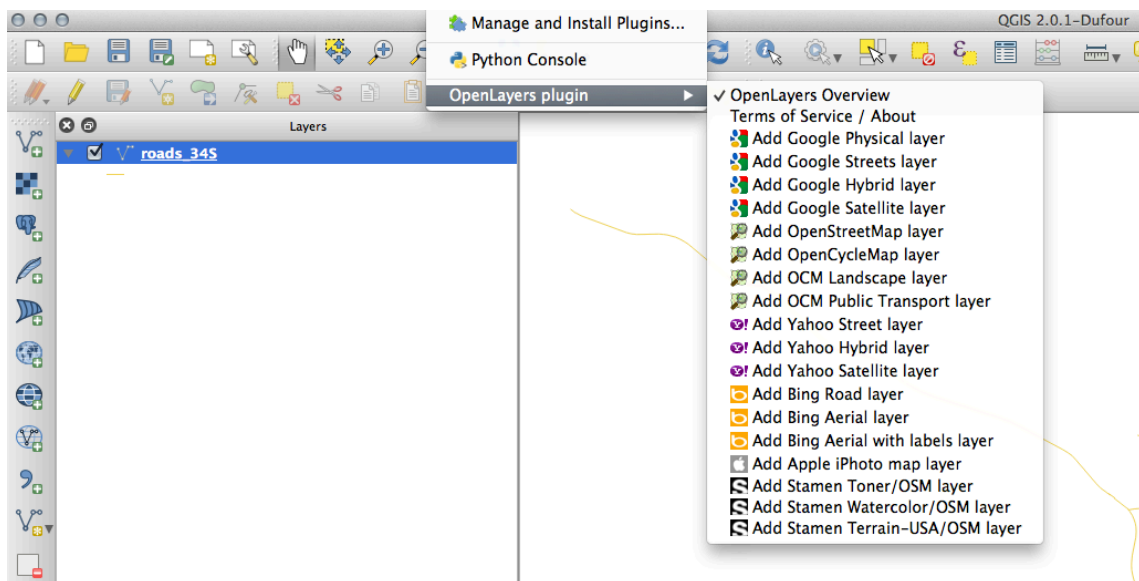 QGIS 2.0.1-Dufour
Manage and Install Plugins...
Python Console
OpenLayers plugin
Layers
roads_34S
OpenLayers Overview
Terms of Service / About
Add Google Physical layer
Add Google Streets layer
Add Google Hybrid layer
Add Google Satellite layer
Add OpenStreetMap layer
Add OpenCycleMap layer
Add OCM Landscape layer
Add OCM Public Transport layer
Add Yahoo Street layer
Add Yahoo Hybrid layer
Add Yahoo Satellite layer
Add Bing Road layer
Add Bing Aerial layer
Add Bing Aerial with labels layer
Add Apple iPhoto map layer
Add Stamen Toner/OSM layer
Add Stamen Watercolor/OSM layer
Add Stamen Terrain-USA/OSM layer